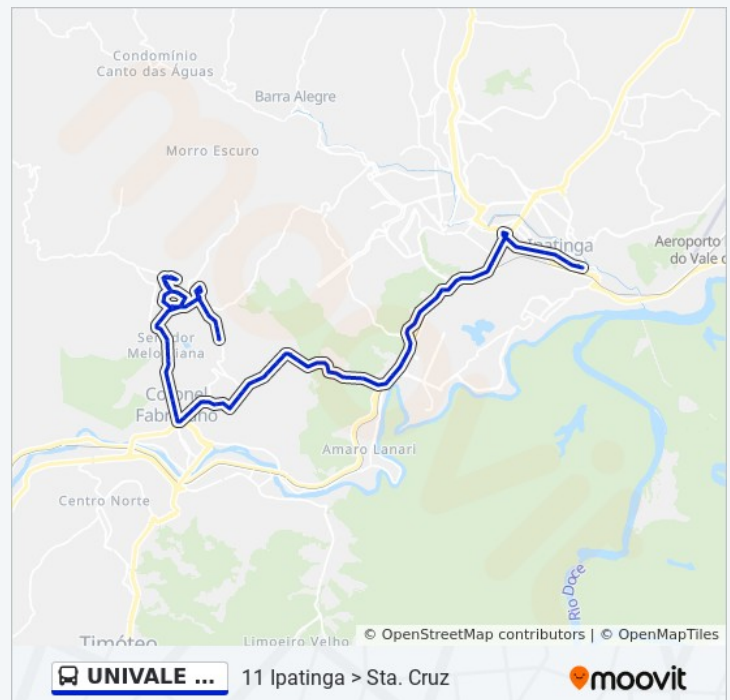 Condomínio
Canto das Águas
Barra Alegre
Morro Escuro
Ipatinga
Aeroporto
do Vale d
Senador
Melo Viana
Coronel
Fabriciano
Amaro Lanari
Centro Norte
Rio Doce
Timóteo
Limoeiro Velho
© OpenStreetMap contributors | © OpenMapTiles
UNIVALE ...
11 Ipatinga > Sta. Cruz
moovit